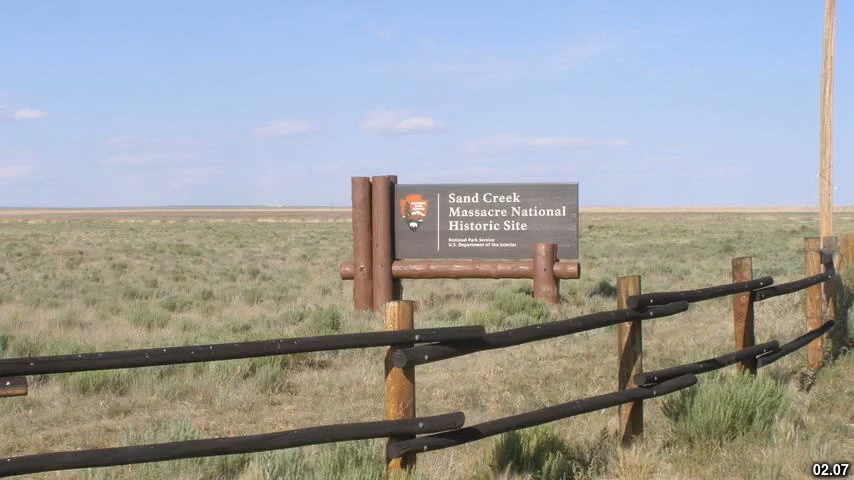 Sand Creek
Massacre National
Historic Site
National Park Service
U.S. Department of the Interior
02.07